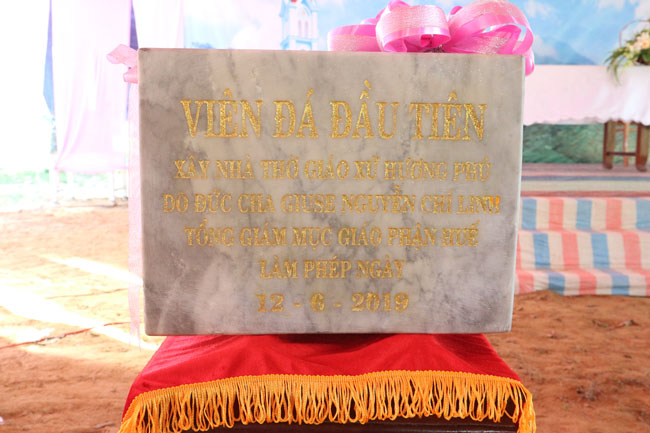 VIÊN ĐÁ ĐẦU TIÊN
XÂY NHÀ THỜ GIÁO XỨ HƯƠNG PHÚ
DO ĐỨC CHA GIUSE NGUYỄN CHÍ LINH
TỔNG GIÁM MỤC GIÁO PHẬN HUẾ
LÀM PHÉP NGÀY
12 - 6 - 2019